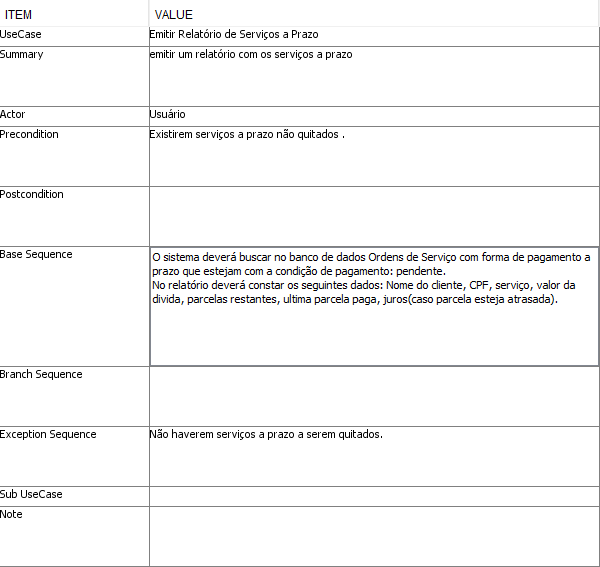 ITEM VALUE
UseCase Emitir Relatório de Serviços a Prazo
Summary emitir um relatório com os serviços a prazo
Actor Usuário
Precondition Existirem serviços a prazo não quitados .
Postcondition
Base Sequence O sistema deverá buscar no banco de dados Ordens de Serviço com forma de pagamento a
prazo que estejam com a condição de pagamento: pendente.
No relatório deverá constar os seguintes dados: Nome do cliente, CPF, serviço, valor da
divida, parcelas restantes, ultima parcela paga, juros(caso parcela esteja atrasada).
Branch Sequence
Exception Sequence Não haverem serviços a prazo a serem quitados.
Sub UseCase
Note